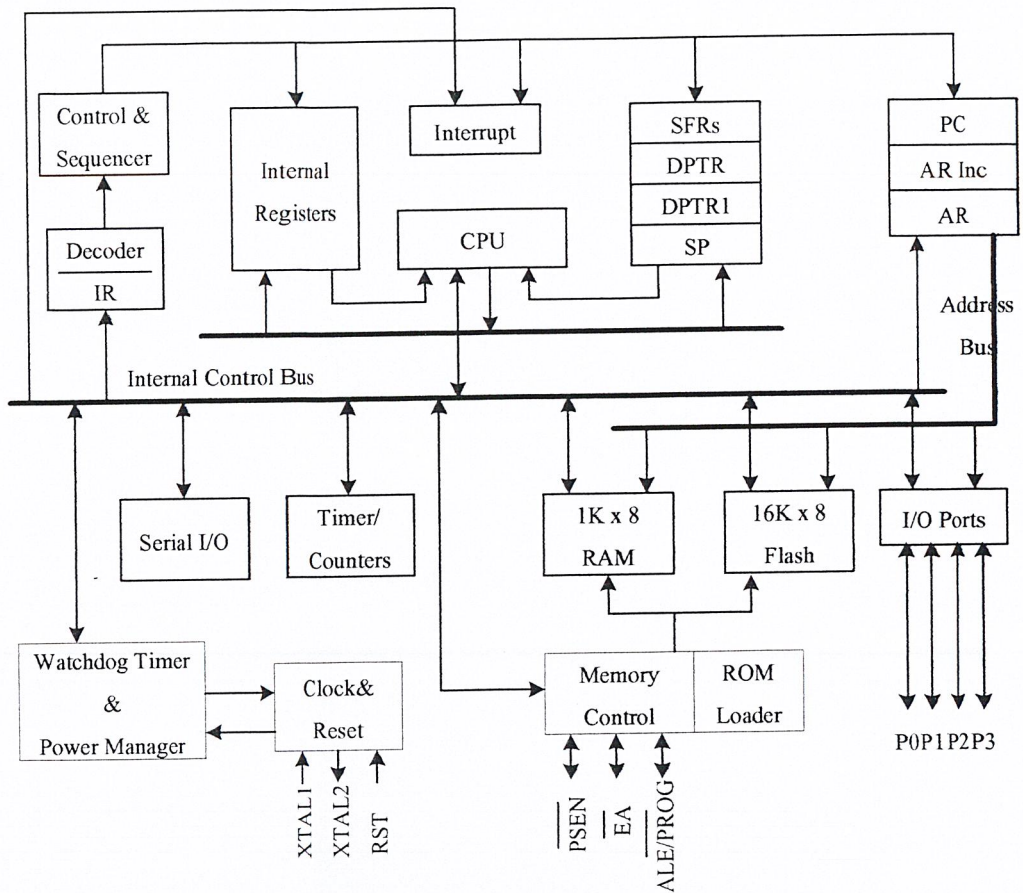 Control &
Sequencer
Internal
Registers
Interrupt
SFRs
DPTR
DPTR1
SP
PC
AR Inc
AR
Decoder
IR
CPU
Address
Bus
Internal Control Bus
Serial I/O
Timer/
Counters
1K x 8
RAM
16K x 8
Flash
I/O Ports
Watchdog Timer
&
Power Manager
Clock&
Reset
Memory
Control
ROM
Loader
P0P1P2P3
XTAL1
XTAL2
RST
PSEN
EA
ALE/PROG